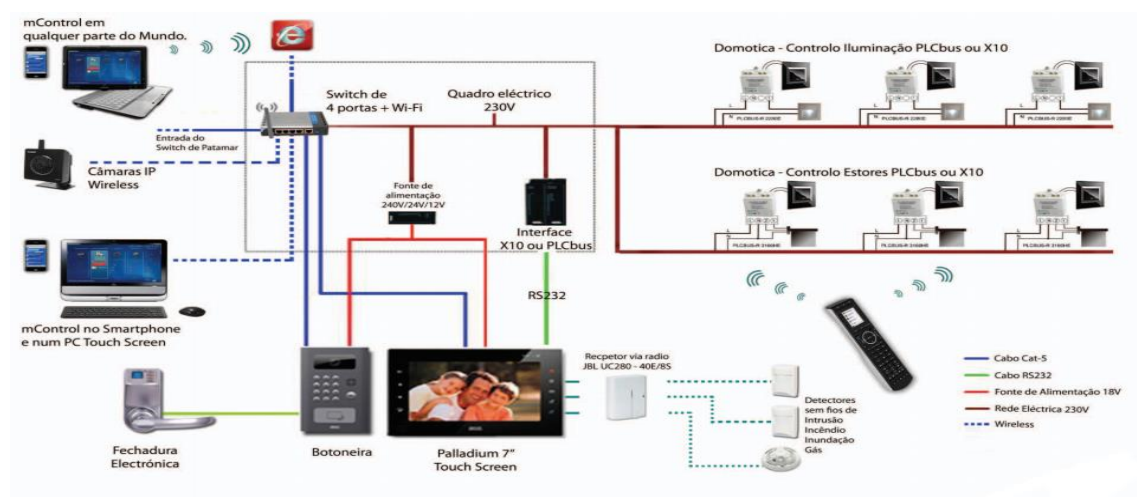 mControl em
qualquer parte do Mundo.
Switch de
4 portas + Wi-Fi
Quadro eléctrico
230V
Domotica - Controlo Iluminação PLCbus ou X10
L
N
L
N
L
N
Entrada do
Switch de Patamar
Câmaras IP
Wireless
Fonte de
alimentação
240V/24V/12V
Interface
X10 ou PLCbus
Domotica - Controlo Estores PLCbus ou X10
RS232
mControl no Smartphone
e num PC Touch Screen
Recpetor via radio
JBL UC280 - 40E/8S
Cabo Cat-5
Cabo RS232
Fonte de Alimentação 18V
Rede Eléctrica 230V
Wireless
Detectores
sem fios de
Intrusão
Incêndio
Inundação
Gás
Fechadura
Electrónica
Botoneira
Palladium 7"
Touch Screen